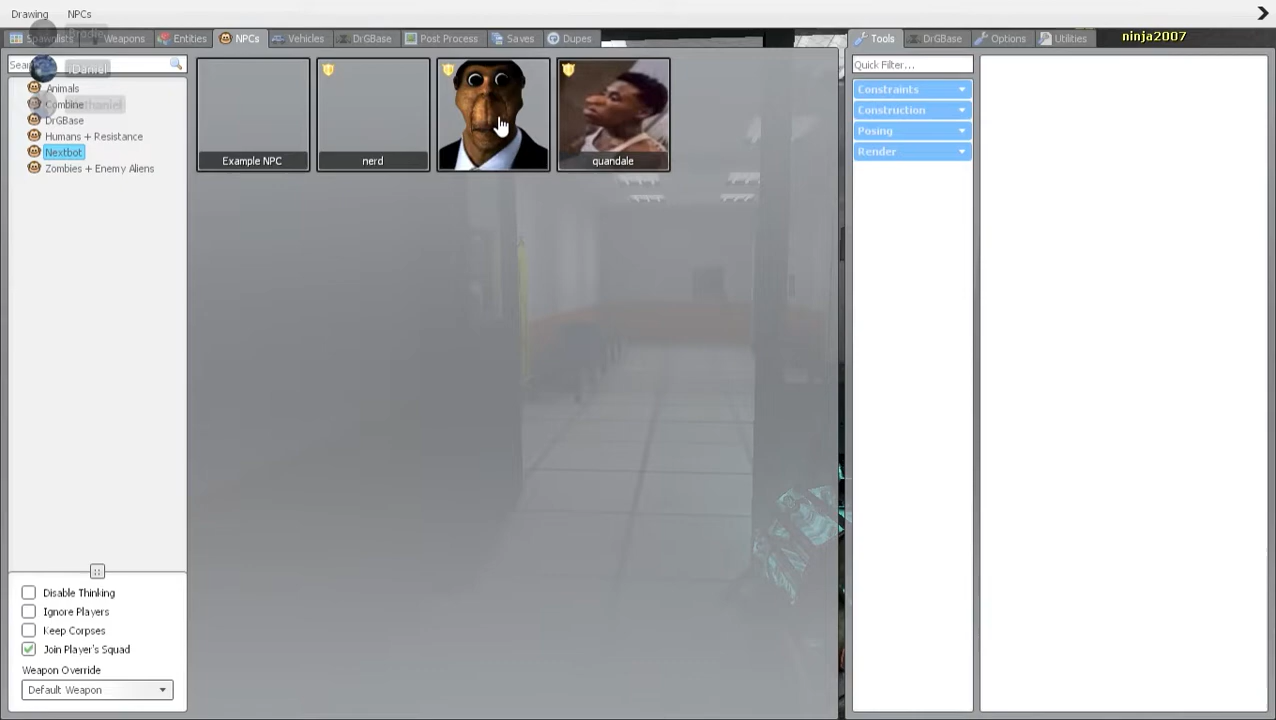 Drawing NPCs
Spawnlists Weapons Entities NPCs Vehicles DrGBase Post Process Saves Dupes
Tools DrGBase Options Utilities ninja2007
iDaniel
Quick Filter...
Animals
Combine
DrGBase
Humans + Resistance
Nextbot
Zombies + Enemy Aliens
Example NPC nerd quandale
Constraints
Construction
Posing
Render
Disable Thinking
Ignore Players
Keep Corpses
Join Player's Squad
Weapon Override
Default Weapon